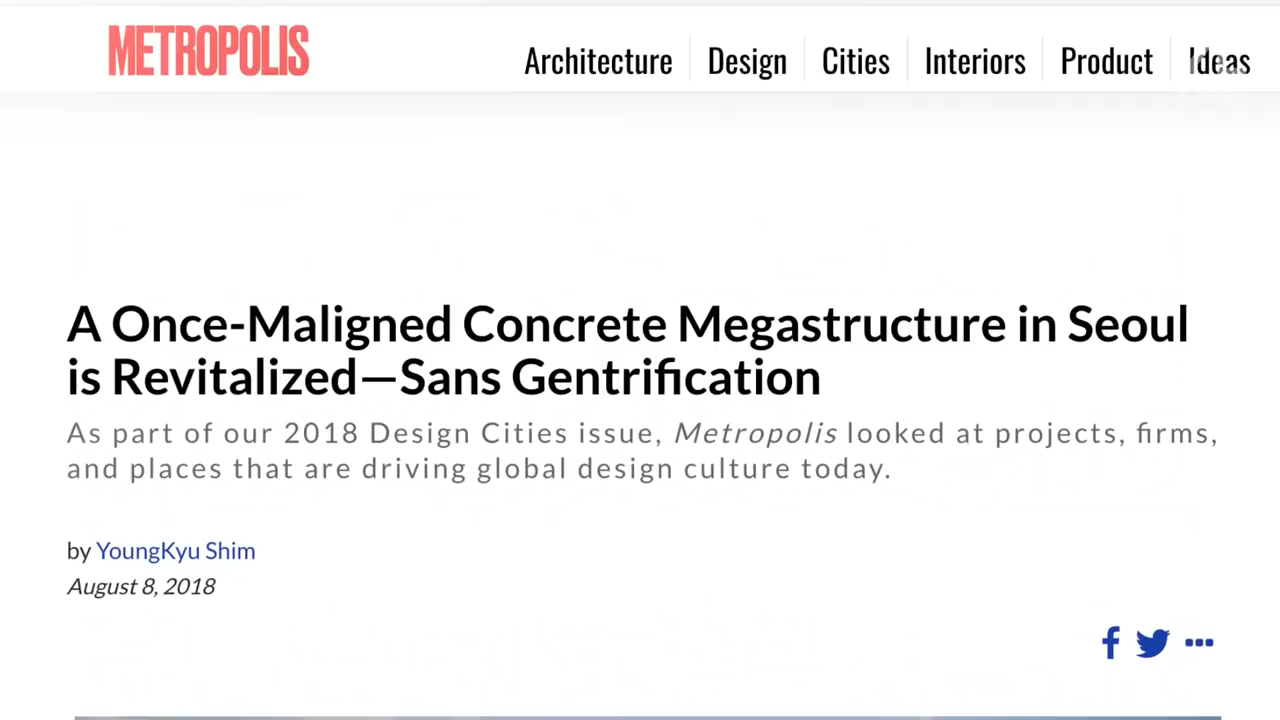 METROPOLIS
Architecture Design Cities Interiors Product Ideas
A Once-Maligned Concrete Megastructure in Seoul
is Revitalized—Sans Gentrification
As part of our 2018 Design Cities issue, Metropolis looked at projects, firms,
and places that are driving global design culture today.
by YoungKyu Shim
August 8, 2018